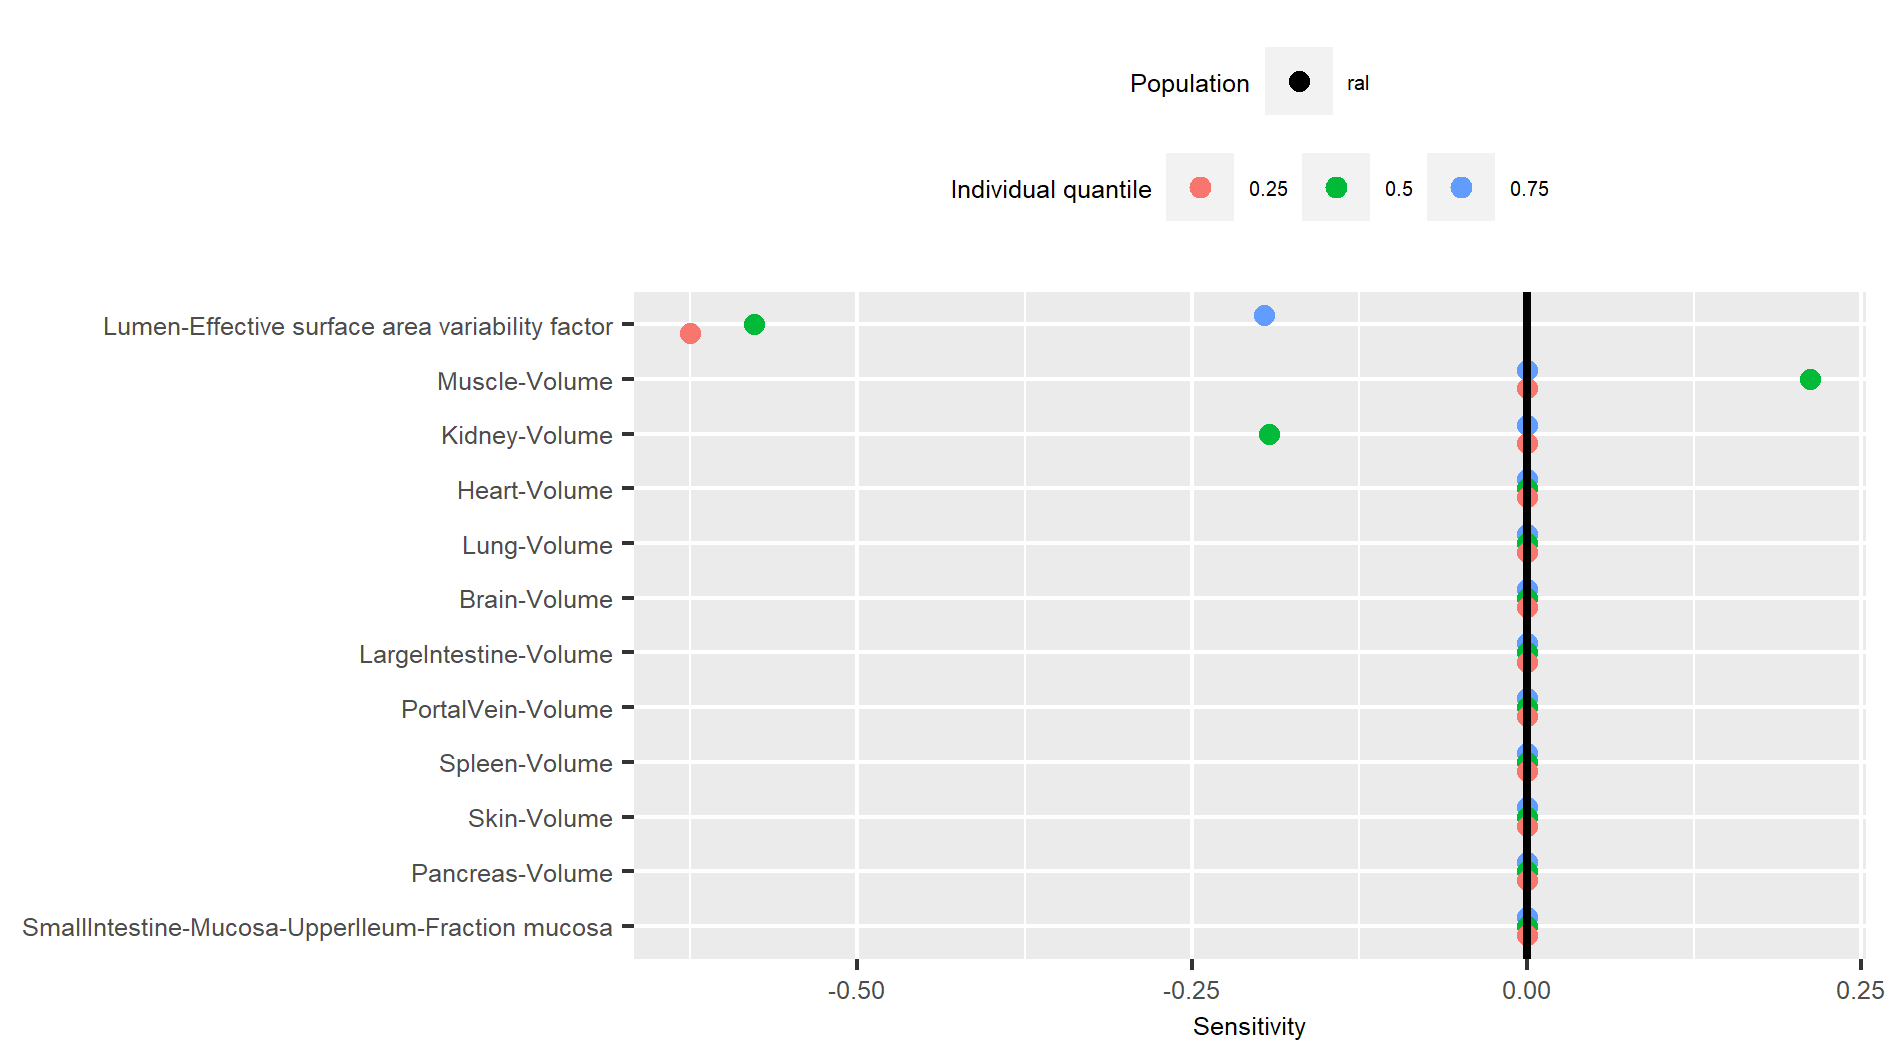 Population ral
Individual quantile 0.25 0.5 0.75
Lumen-Effective surface area variability factor
Muscle-Volume
Kidney-Volume
Heart-Volume
Lung-Volume
Brain-Volume
LargeIntestine-Volume
PortalVein-Volume
Spleen-Volume
Skin-Volume
Pancreas-Volume
SmallIntestine-Mucosa-UpperIleum-Fraction mucosa
-0.50 -0.25 0.00 0.25
Sensitivity